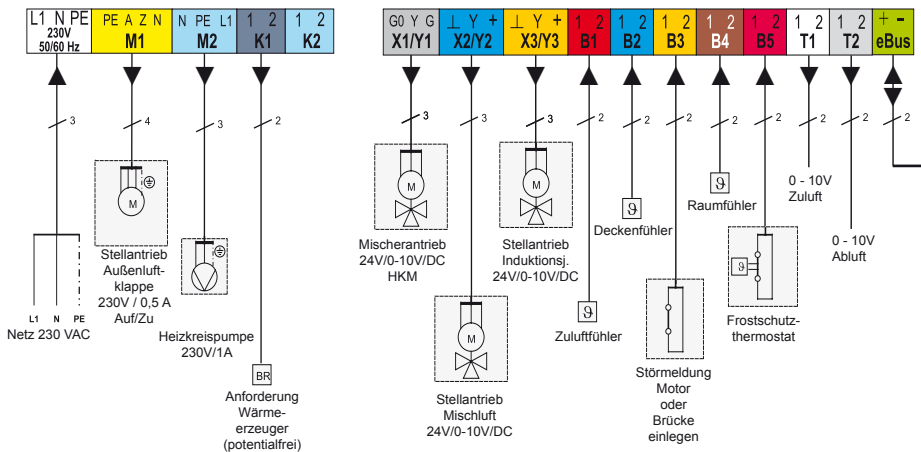 L1 N PE
230V
50/60 Hz
PE A Z N
M1
N PE L1
M2
1 2
K1
1 2
K2
G0 Y G
X1/Y1
⊥ Y +
X2/Y2
⊥ Y +
X3/Y3
1 2
B1
1 2
B2
1 2
B3
1 2
B4
1 2
B5
1 2
T1
1 2
T2
+ -
eBus
3
4
3
2
3
3
3
2
2
2
2
2
2
2
2
M
Stellantrieb
Außenluft-
klappe
230V / 0,5 A
Auf/Zu
L1 N PE
Netz 230 VAC
Heizkreispumpe
230V/1A
BR
Anforderung
Wärme-
erzeuger
(potentialfrei)
M
Mischerantrieb
24V/0-10V/DC
HKM
M
Stellantrieb
Mischluft
24V/0-10V/DC
M
Stellantrieb
Induktionsj.
24V/0-10V/DC
ϑ
Zuluftfühler
ϑ
Deckenfühler
Störmeldung
Motor
oder
Brücke
einlegen
ϑ
Raumfühler
ϑ
Frostschutz-
thermostat
0 - 10V
Zuluft
0 - 10V
Abluft